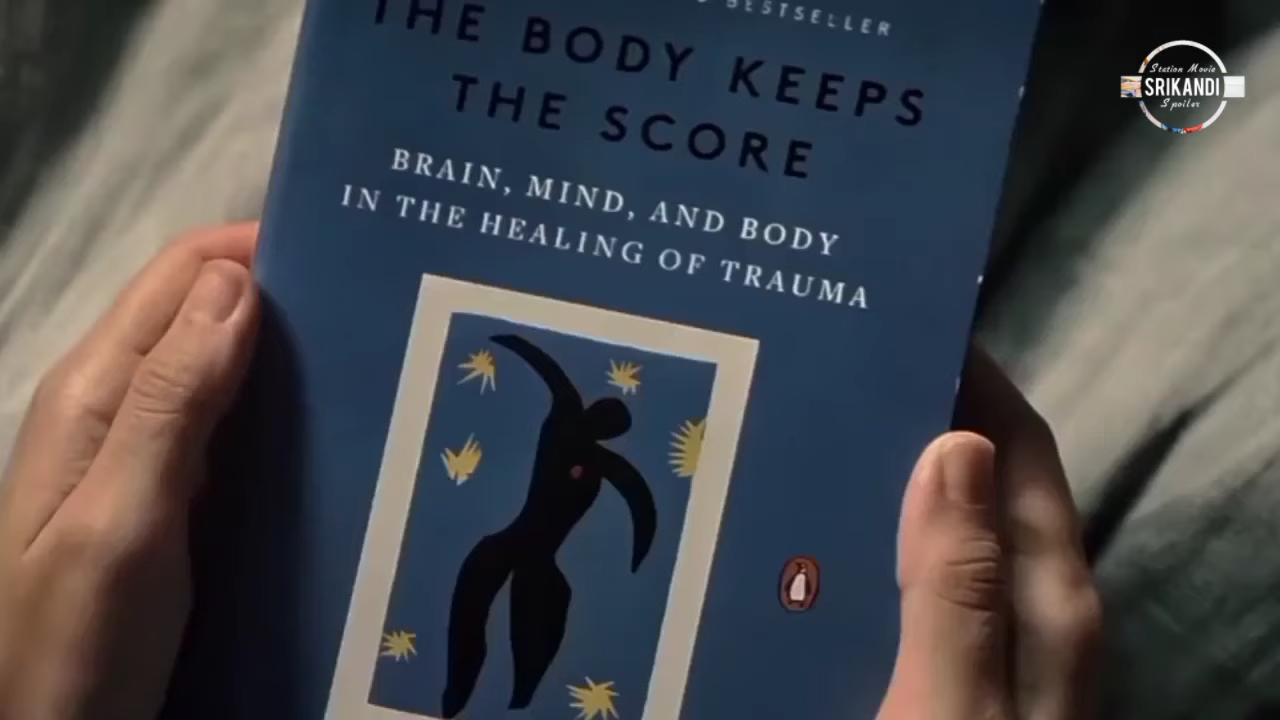 BESTSELLER
THE BODY KEEPS
THE SCORE
BRAIN, MIND, AND BODY
IN THE HEALING OF TRAUMA
Station Movie
SRIKANDI
Spoiler